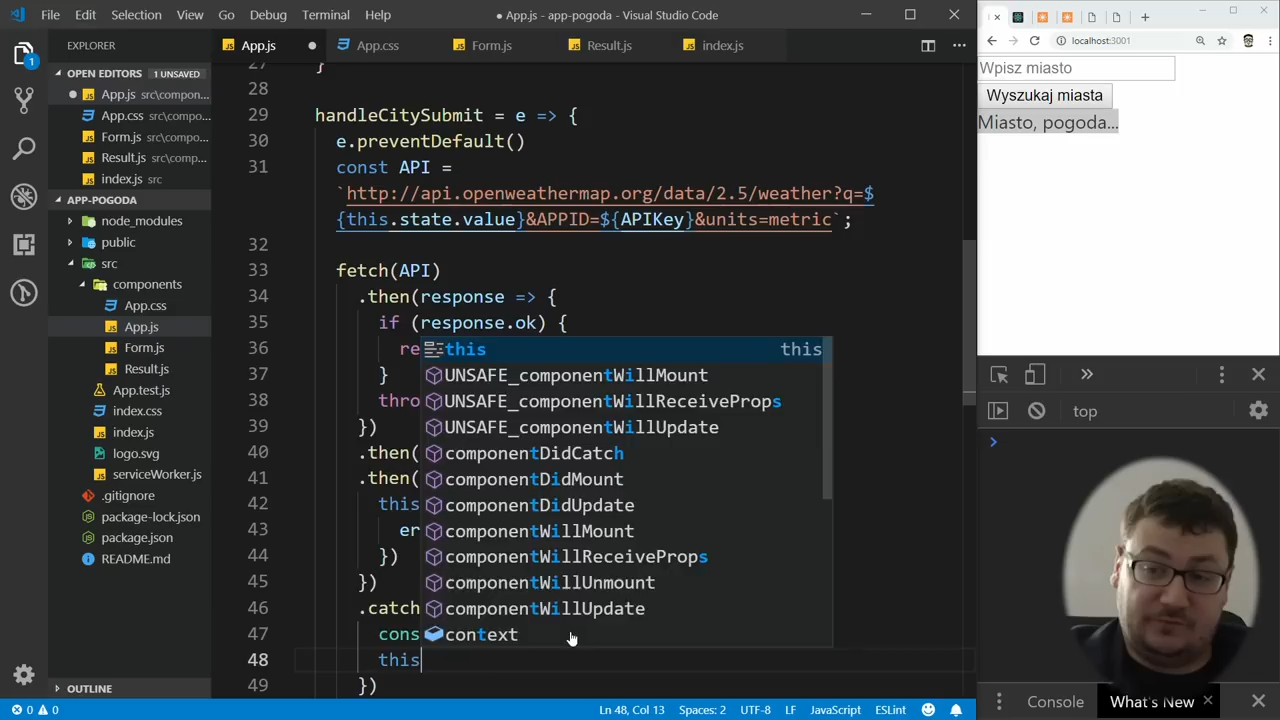 File Edit Selection View Go Debug Terminal Help
● App.js - app-pogoda - Visual Studio Code
EXPLORER
OPEN EDITORS 1 UNSAVED
App.js src\compon...
App.css src\compo...
Form.js src\compo...
Result.js src\comp...
index.js src
APP-POGODA
node_modules
public
src
components
App.css
App.js
Form.js
Result.js
App.test.js
index.css
index.js
logo.svg
serviceWorker.js
.gitignore
package-lock.json
package.json
README.md
OUTLINE
App.js App.css Form.js Result.js index.js
27 }
28
29 handleCitySubmit = e => {
30 e.preventDefault()
31 const API =
`http://api.openweathermap.org/data/2.5/weather?q=$
{this.state.value}&APPID=${APIKey}&units=metric`;
32
33 fetch(API)
34 .then(response => {
35 if (response.ok) {
36 re
37 }
38 thro
39 })
40 .then(
41 .then(
42 this
43 er
44 })
45 })
46 .catch
47 cons
48 this
49 })
this this
UNSAFE_componentWillMount
UNSAFE_componentWillReceiveProps
UNSAFE_componentWillUpdate
componentDidCatch
componentDidMount
componentDidUpdate
componentWillMount
componentWillReceiveProps
componentWillUnmount
componentWillUpdate
context
localhost:3001
Wpisz miasto
Wyszukaj miasta
Miasto, pogoda...
top
Console What's New
0 0
Ln 48, Col 13 Spaces: 2 UTF-8 LF JavaScript ESLint
1